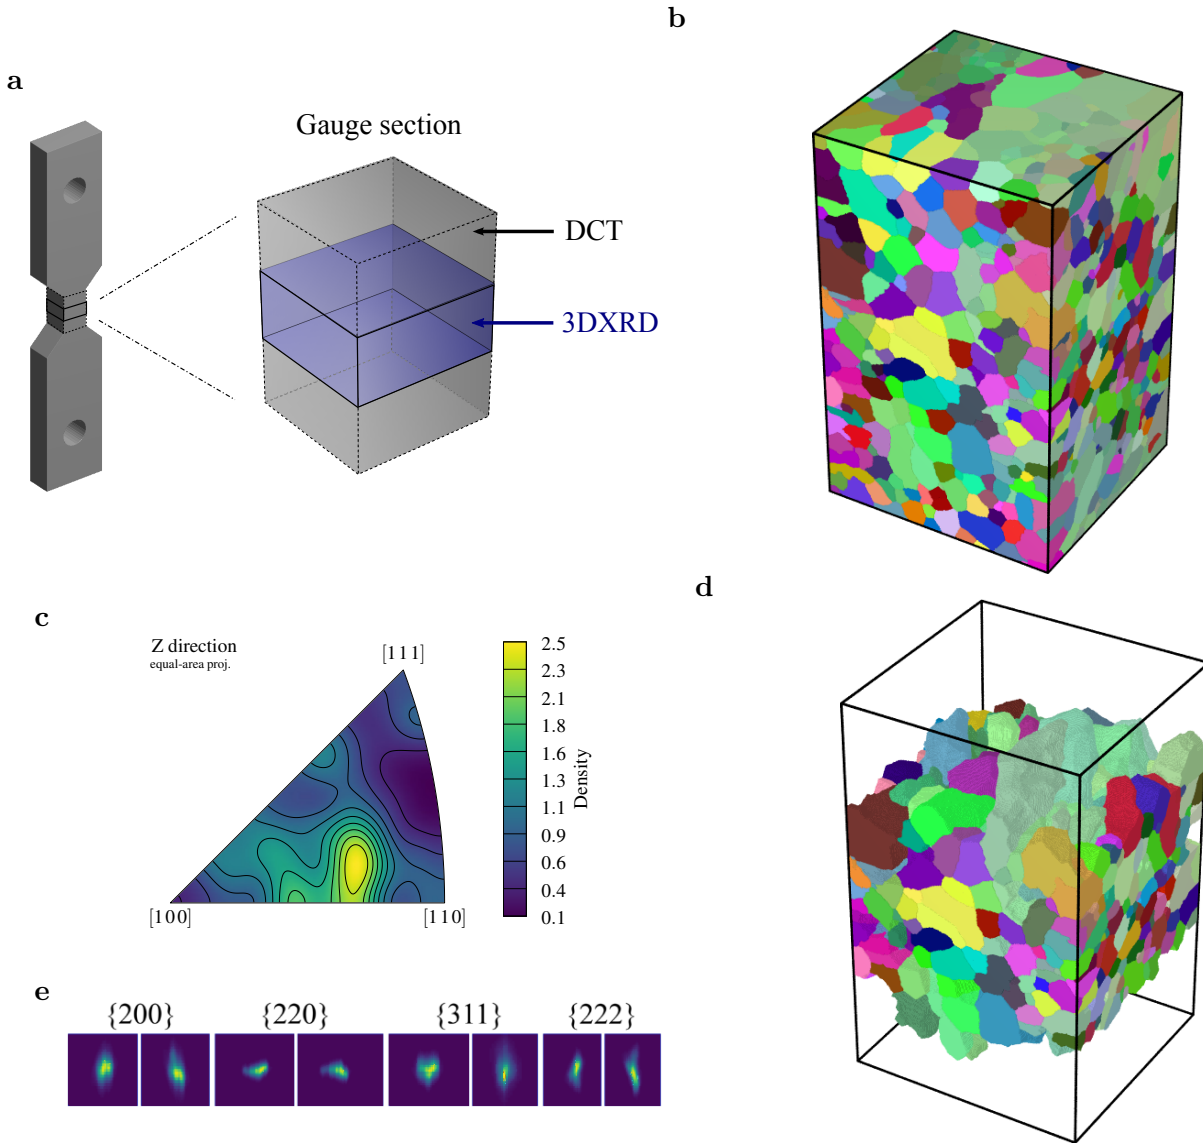 a
Gauge section
DCT
3DXRD
b
c
Z direction
equal-area proj.
[111]
[100]
[110]
2.5
2.3
2.1
1.8
1.6
1.3
1.1
0.9
0.6
0.4
0.1
Density
d
e
{200}
{220}
{311}
{222}